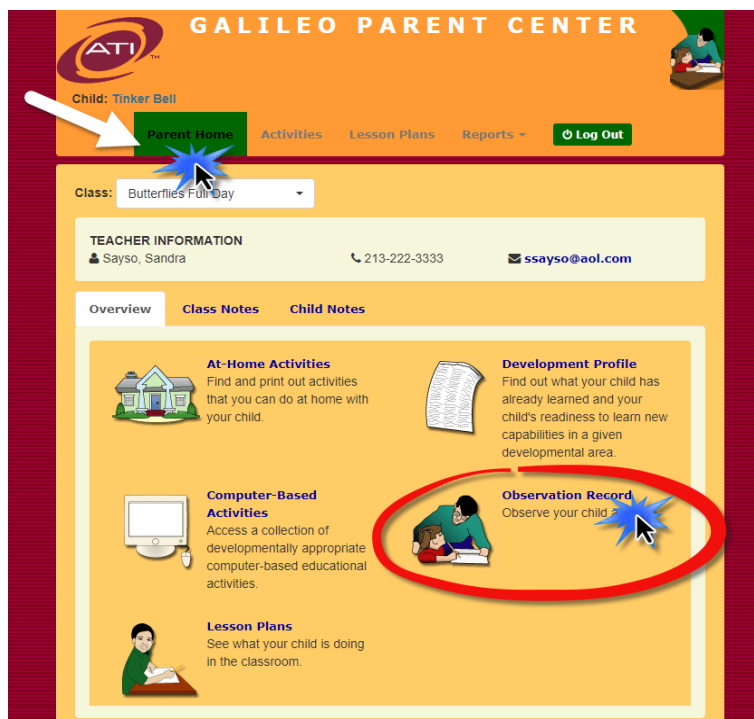 GALILEO PARENT CENTER
ATI TM
Child: Tinker Bell
Parent Home Activities Lesson Plans Reports Log Out
Class: Butterflies Full Day
TEACHER INFORMATION
Sayso, Sandra 213-222-3333 ssayso@aol.com
Overview Class Notes Child Notes
At-Home Activities
Find and print out activities
that you can do at home with
your child.
Development Profile
Find out what your child has
already learned and your
child's readiness to learn new
capabilities in a given
developmental area.
Computer-Based
Activities
Access a collection of
developmentally appropriate
computer-based educational
activities.
Observation Record
Observe your child
Lesson Plans
See what your child is doing
in the classroom.